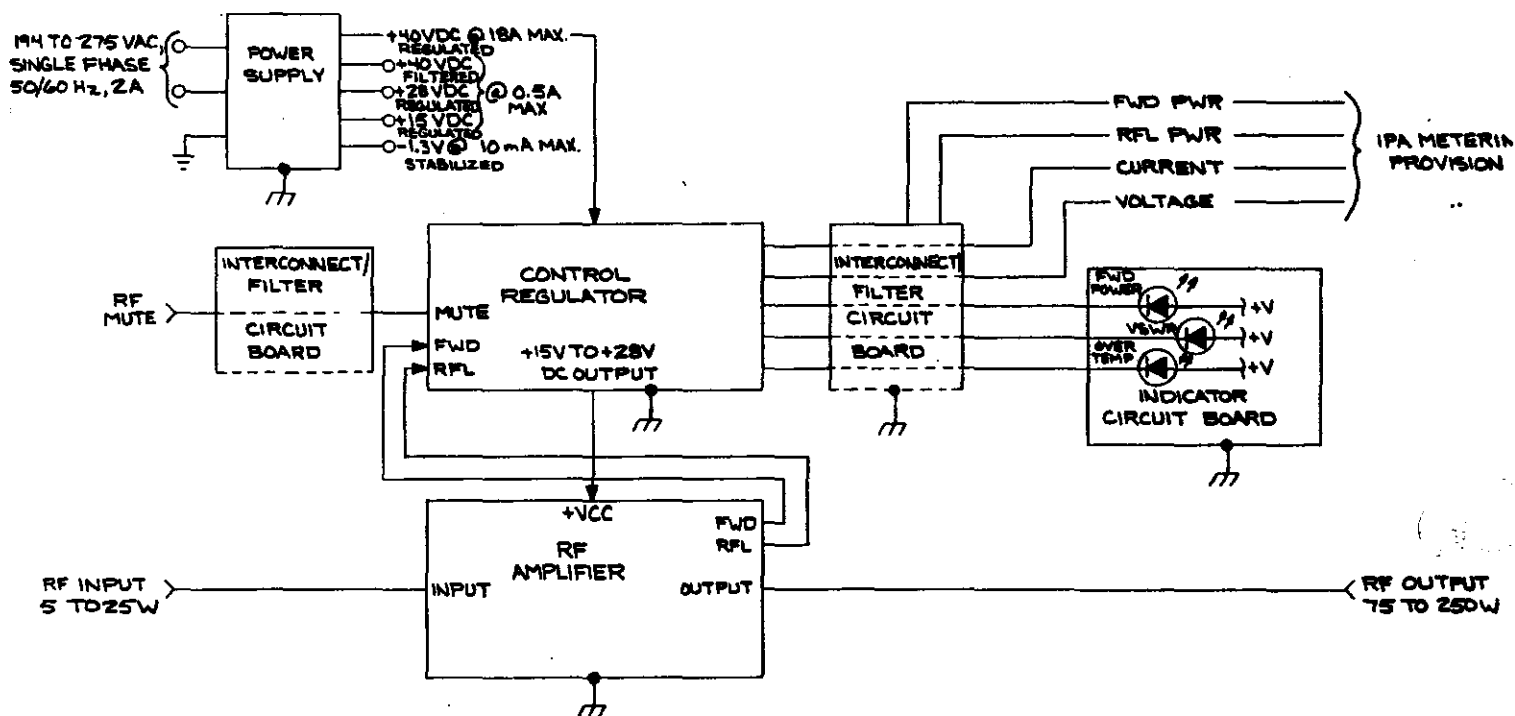 194 TO 275 VAC,
SINGLE PHASE
50/60 Hz, 2A
POWER
SUPPLY
+40VDC @ 18A MAX.
REGULATED
+40 VDC
FILTERED
+28VDC
REGULATED
+15 VDC
REGULATED
@ 0.5A
MAX
-1.3V @ 10 mA MAX.
STABILIZED
FWD PWR
RFL PWR
CURRENT
VOLTAGE
IPA METERIN
PROVISION
INTERCONNECT/
FILTER
CIRCUIT
BOARD
RF
MUTE
CONTROL
REGULATOR
MUTE
FWD
RFL
+15V TO +28V
DC OUTPUT
INTERCONNECT/
FILTER
CIRCUIT
BOARD
FWD
POWER
+V
VSWR
+V
OVER
TEMP
+V
INDICATOR
CIRCUIT BOARD
+VCC
FWD
RFL
RF
AMPLIFIER
INPUT
OUTPUT
RF INPUT
5 TO 25W
RF OUTPUT
75 TO 250W